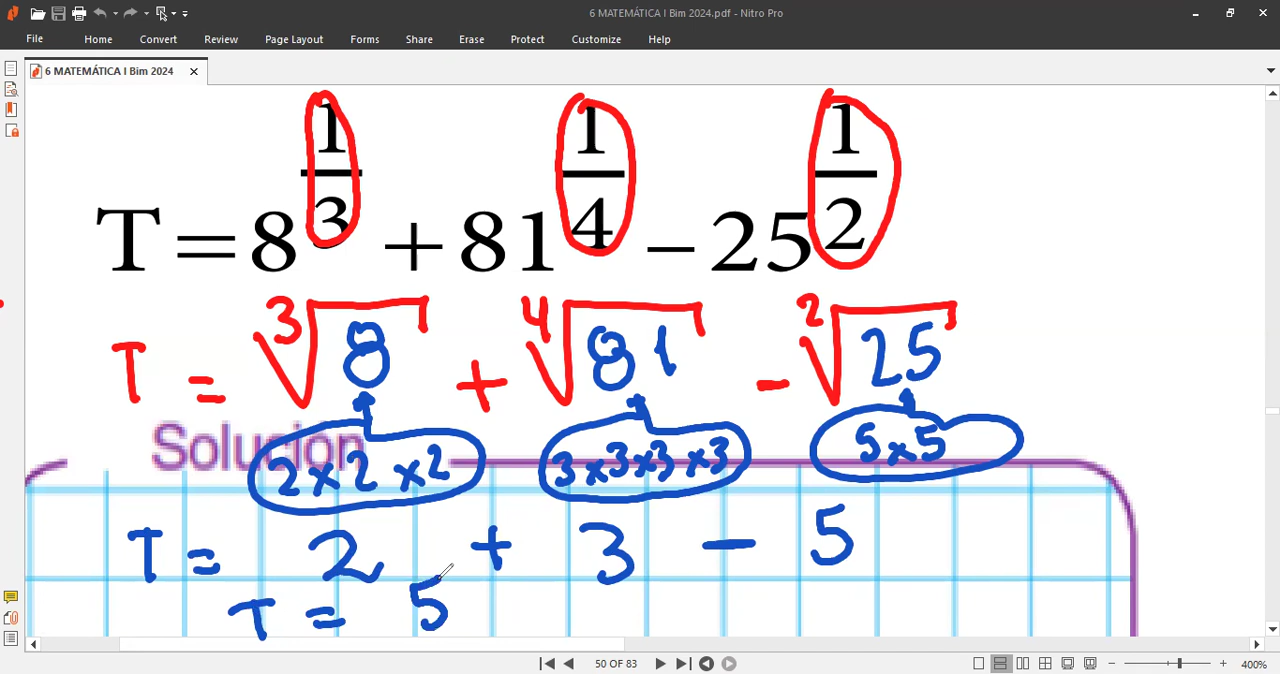 6 MATEMÁTICA I Bim 2024.pdf - Nitro Pro
File Home Convert Review Page Layout Forms Share Erase Protect Customize Help
6 MATEMÁTICA I Bim 2024
T = 8^(1/3) + 81^(1/4) − 25^(1/2)
T = ∛8 + ∜81 - ²√25
Solución
2 x 2 x 2 3 x 3 x 3 x 3 5 x 5
T = 2 + 3 - 5
T = 5
50 OF 83
400%